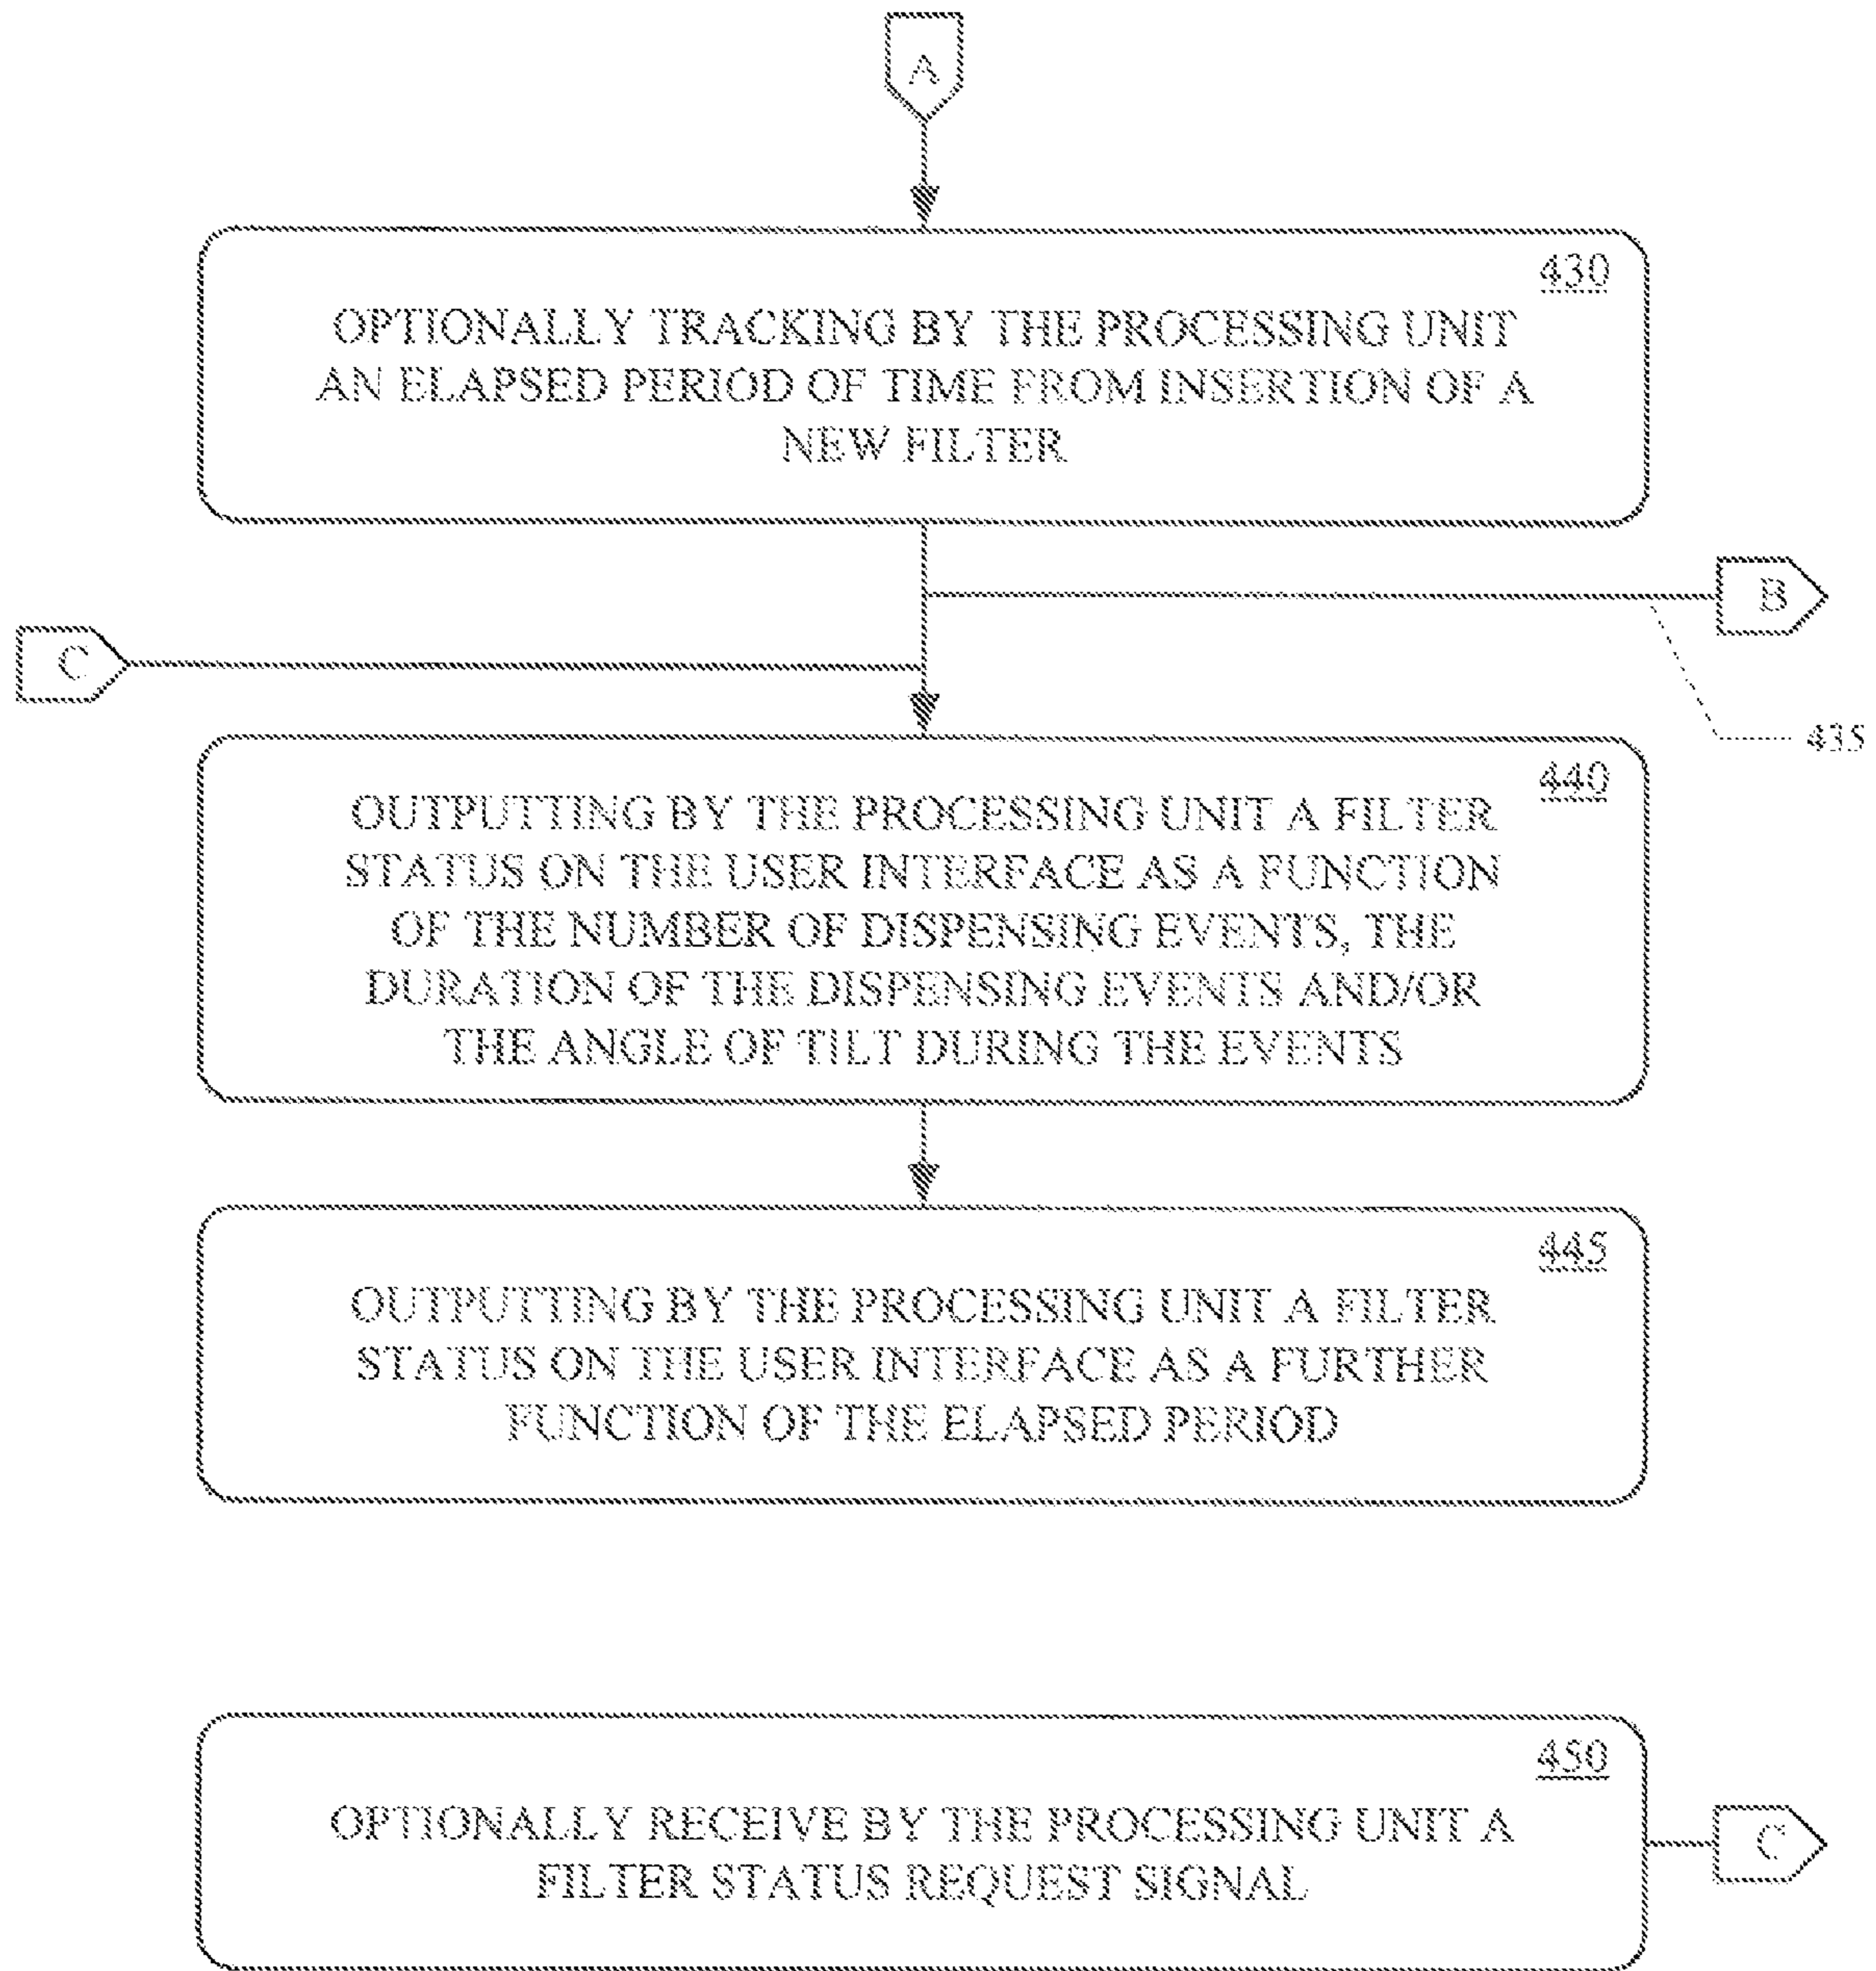 A
430
OPTIONALLY TRACKING BY THE PROCESSING UNIT
AN ELAPSED PERIOD OF TIME FROM INSERTION OF A
NEW FILTER
B
C
435
440
OUTPUTTING BY THE PROCESSING UNIT A FILTER
STATUS ON THE USER INTERFACE AS A FUNCTION
OF THE NUMBER OF DISPENSING EVENTS, THE
DURATION OF THE DISPENSING EVENTS AND/OR
THE ANGLE OF TILT DURING THE EVENTS
445
OUTPUTTING BY THE PROCESSING UNIT A FILTER
STATUS ON THE USER INTERFACE AS A FURTHER
FUNCTION OF THE ELAPSED PERIOD
450
OPTIONALLY RECEIVE BY THE PROCESSING UNIT A
FILTER STATUS REQUEST SIGNAL
C